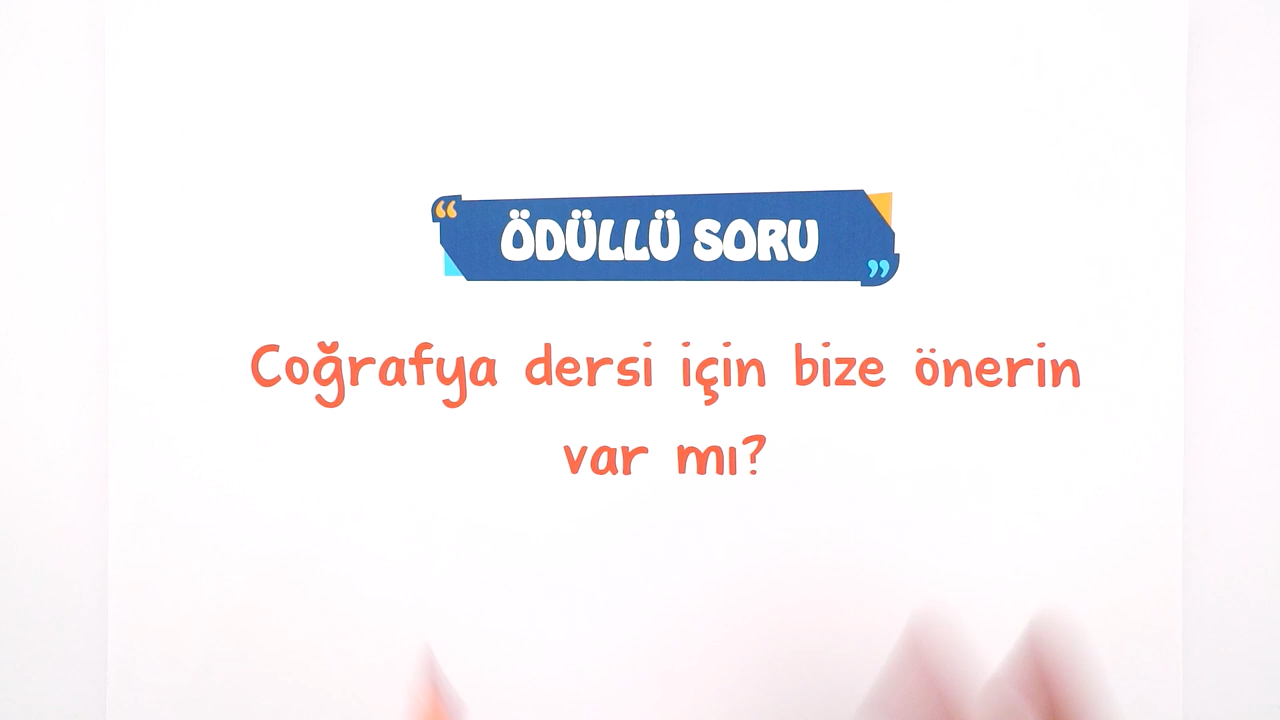 “ ÖDÜLLÜ SORU ”
Coğrafya dersi için bize önerin
var mı?